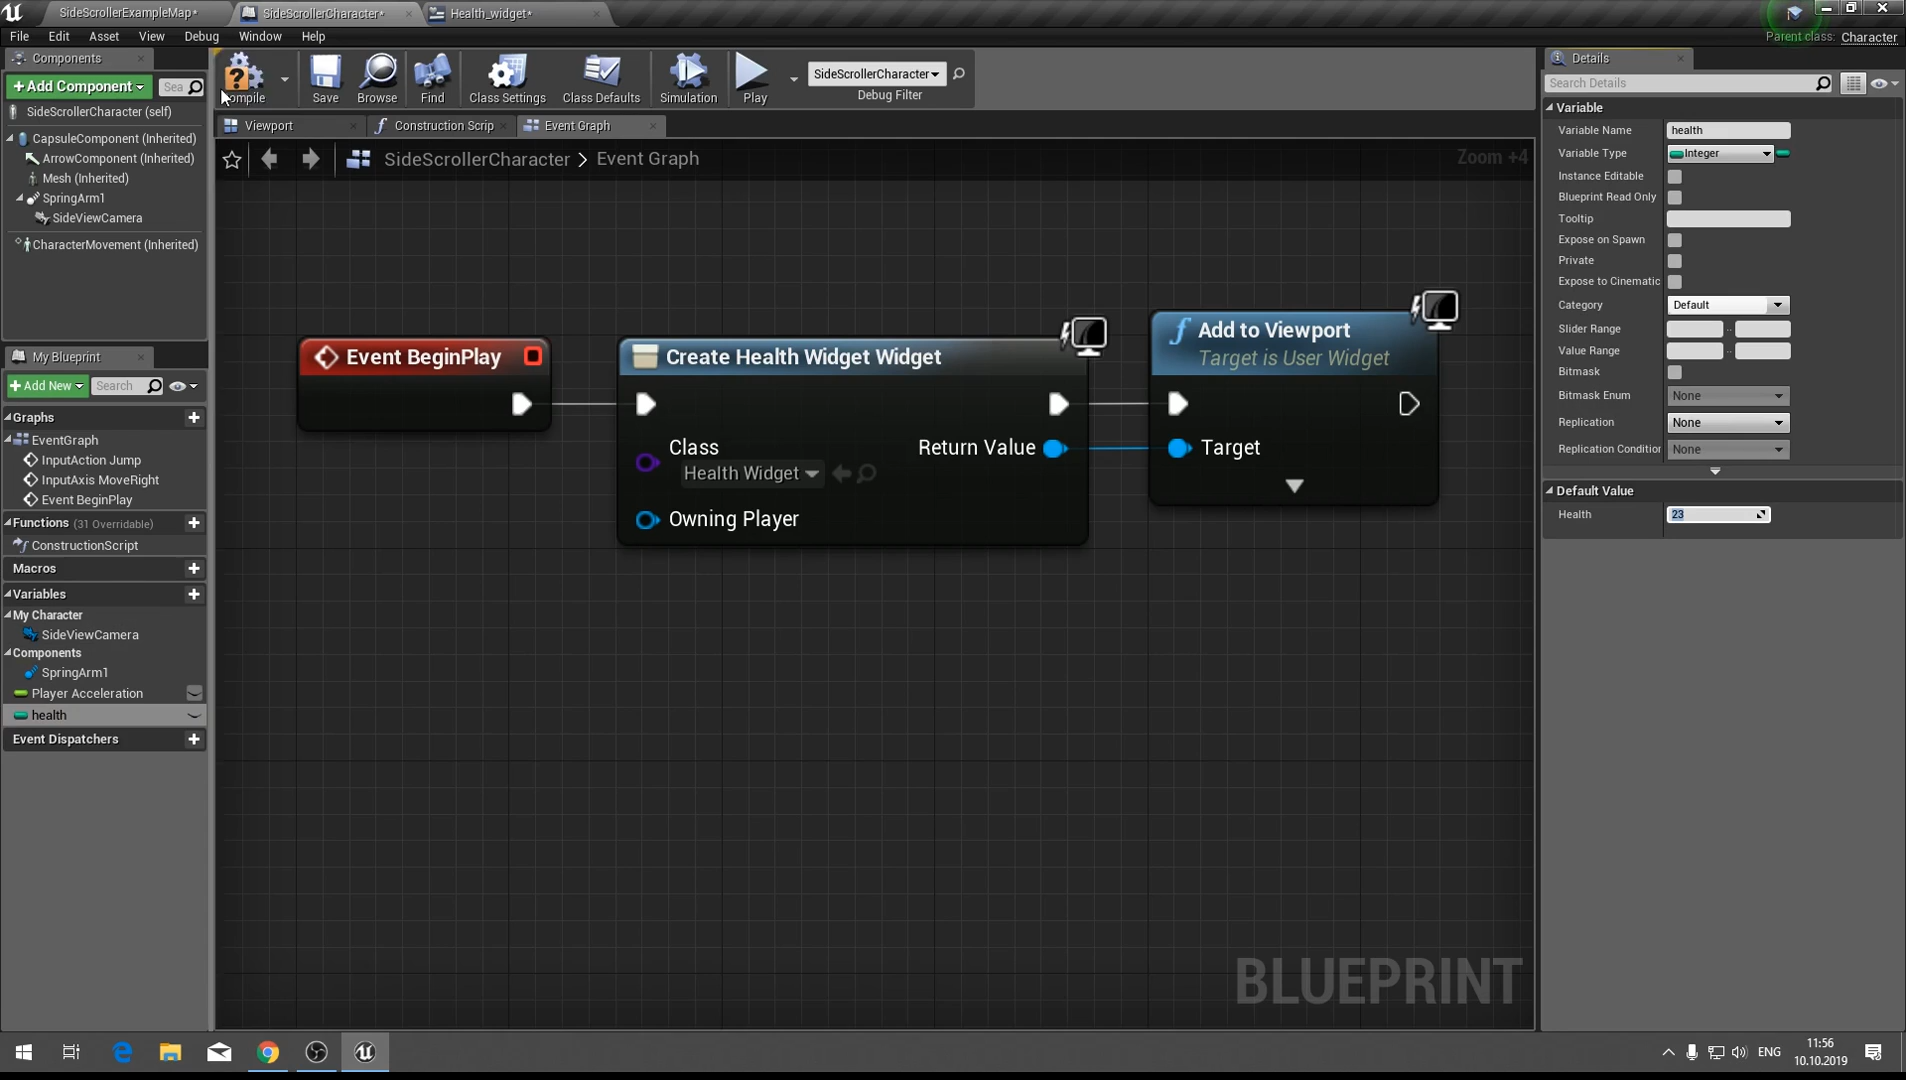 SideScrollerExampleMap*
SideScrollerCharacter*
Health_widget*
File
Edit
Asset
View
Debug
Window
Help
Parent class: Character
Components
+Add Component
Sea
SideScrollerCharacter (self)
CapsuleComponent (Inherited)
ArrowComponent (Inherited)
Mesh (Inherited)
SpringArm1
SideViewCamera
CharacterMovement (Inherited)
Compile
Save
Browse
Find
Class Settings
Class Defaults
Simulation
Play
SideScrollerCharacter
Debug Filter
Viewport
Construction Scrip
Event Graph
SideScrollerCharacter > Event Graph
Zoom +4
Event BeginPlay
Create Health Widget Widget
Class
Health Widget
Return Value
Owning Player
Add to Viewport
Target is User Widget
Target
BLUEPRINT
My Blueprint
+Add New
Search
Graphs
EventGraph
InputAction Jump
InputAxis MoveRight
Event BeginPlay
Functions (31 Overridable)
ConstructionScript
Macros
Variables
My Character
SideViewCamera
Components
SpringArm1
Player Acceleration
health
Event Dispatchers
Details
Search Details
Variable
Variable Name health
Variable Type Integer
Instance Editable
Blueprint Read Only
Tooltip
Expose on Spawn
Private
Expose to Cinematic
Category Default
Slider Range ..
Value Range ..
Bitmask
Bitmask Enum None
Replication None
Replication Condition None
Default Value
Health 23
ENG
11:56
10.10.2019